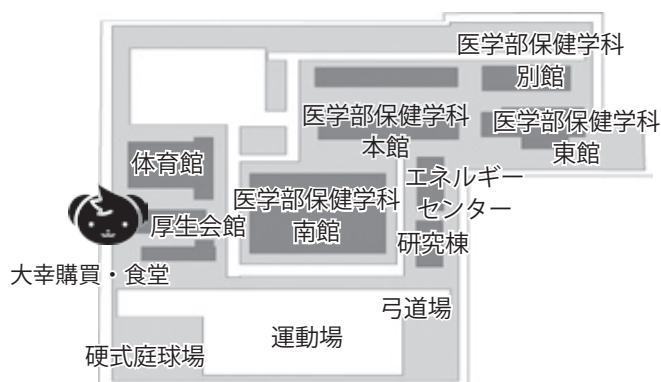 医学部保健学科
別館
医学部保健学科
本館
医学部保健学科
東館
体育館
エネルギー
センター
医学部保健学科
南館
厚生会館
研究棟
大幸購買・食堂
弓道場
運動場
硬式庭球場